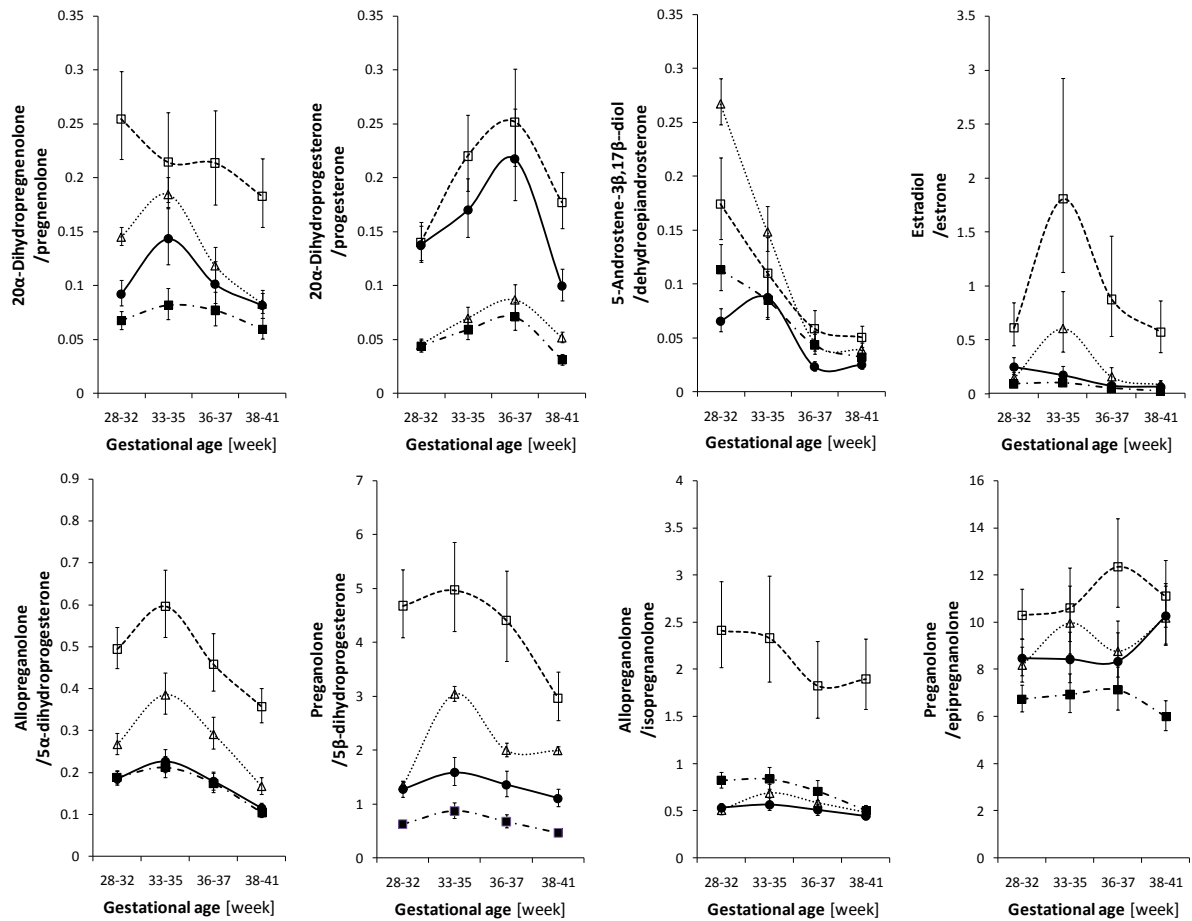 20α-Dihydropregnenolone
/pregnenolone
0.35
0.3
0.25
0.2
0.15
0.1
0.05
0
28-32 33-35 36-37 38-41
Gestational age [week]
20α-Dihydroprogesterone
/progesterone
0.35
0.3
0.25
0.2
0.15
0.1
0.05
0
28-32 33-35 36-37 38-41
Gestational age [week]
5-Androstene-3β,17β--diol
/dehydroepiandrosterone
0.35
0.3
0.25
0.2
0.15
0.1
0.05
0
28-32 33-35 36-37 38-41
Gestational age [week]
Estradiol
/estrone
3.5
3
2.5
2
1.5
1
0.5
0
28-32 33-35 36-37 38-41
Gestational age [week]
Allopreganolone
/5α-dihydroprogesterone
0.9
0.8
0.7
0.6
0.5
0.4
0.3
0.2
0.1
0
28-32 33-35 36-37 38-41
Gestational age [week]
Preganolone
/5β-dihydroprogesterone
7
6
5
4
3
2
1
0
28-32 33-35 36-37 38-41
Gestational age [week]
Allopreganolone
/isopregnanolone
4
3.5
3
2.5
2
1.5
1
0.5
0
28-32 33-35 36-37 38-41
Gestational age [week]
Preganolone
/epipregnanolone
16
14
12
10
8
6
4
2
0
28-32 33-35 36-37 38-41
Gestational age [week]